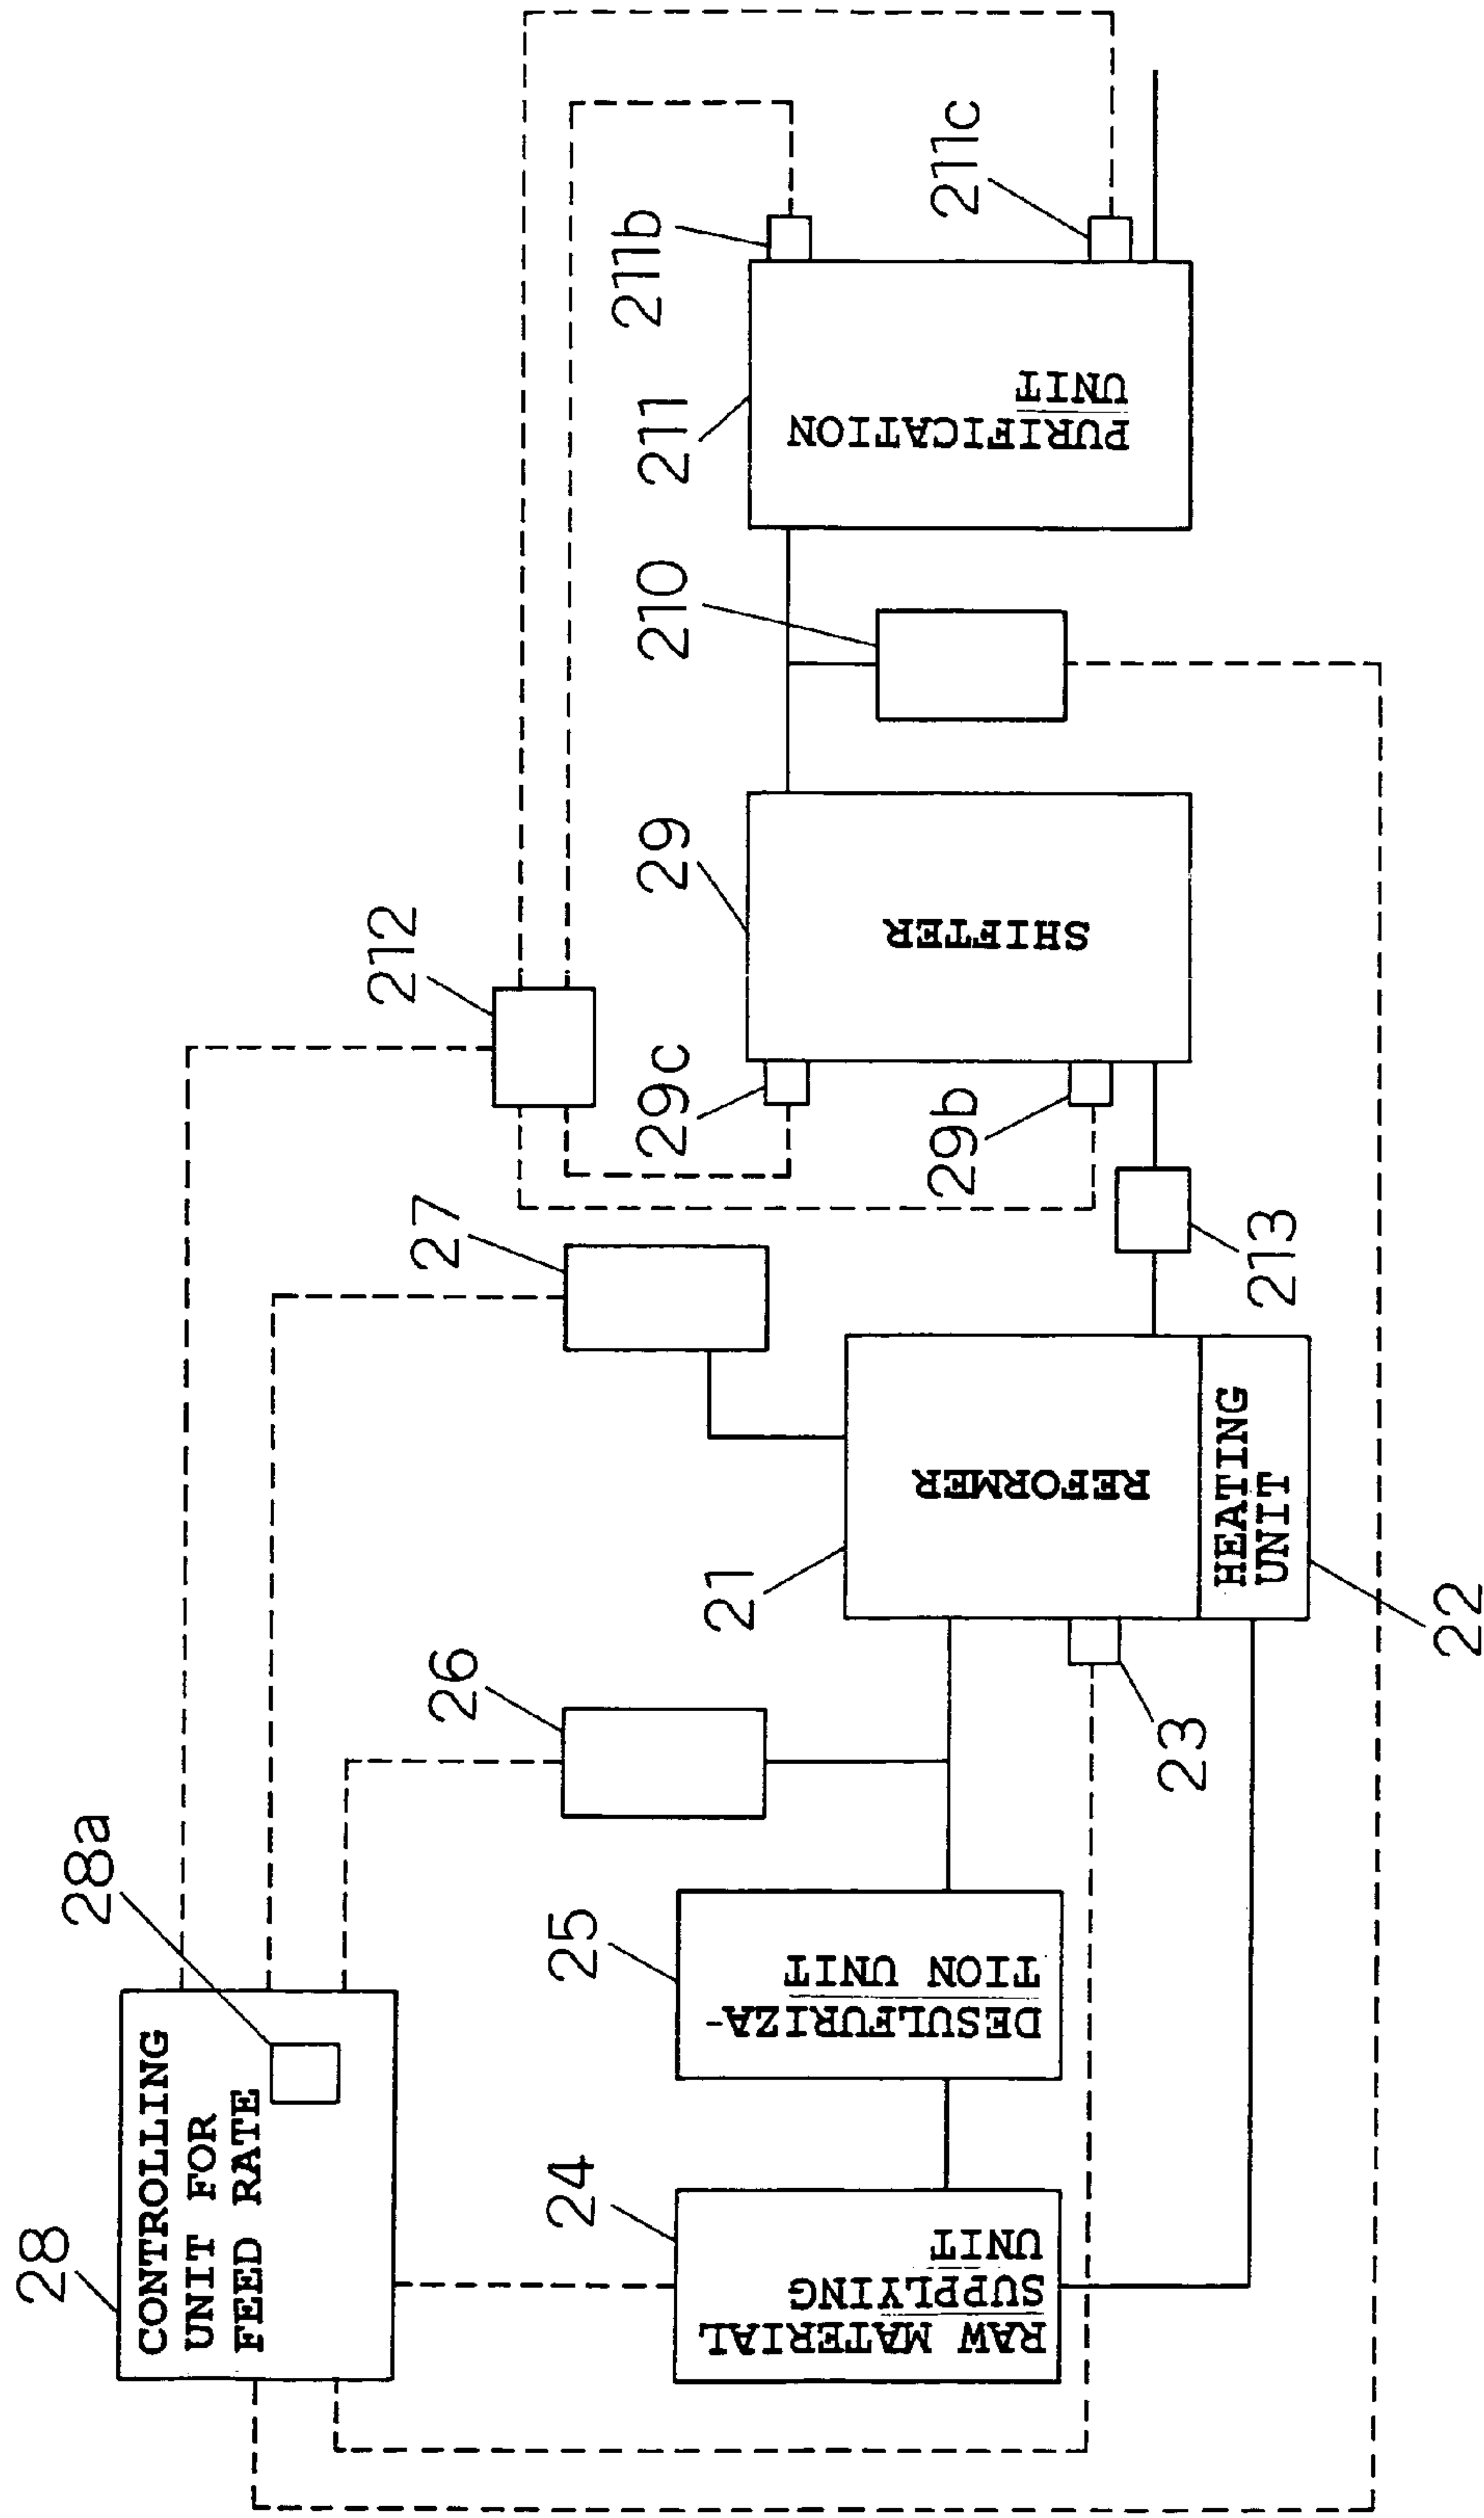 28
CONTROLLING
UNIT FOR
FEED RATE
28a
24
RAW MATERIAL
SUPPLYING
UNIT
25
DESULFURIZA-
TION UNIT
26
27
21
REFORMER
HEATING
UNIT
22
23
212
213
29
SHIFTER
29c
29b
210
211
PURIFICATION
UNIT
211b
211c